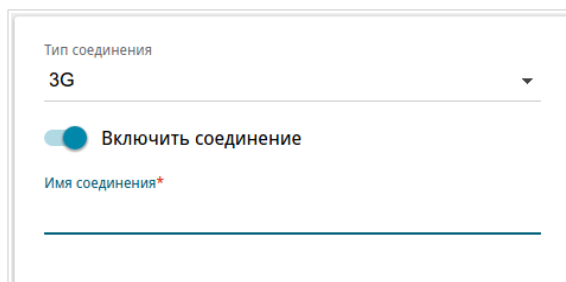 Тип соединения
3G
Включить соединение
Имя соединения*